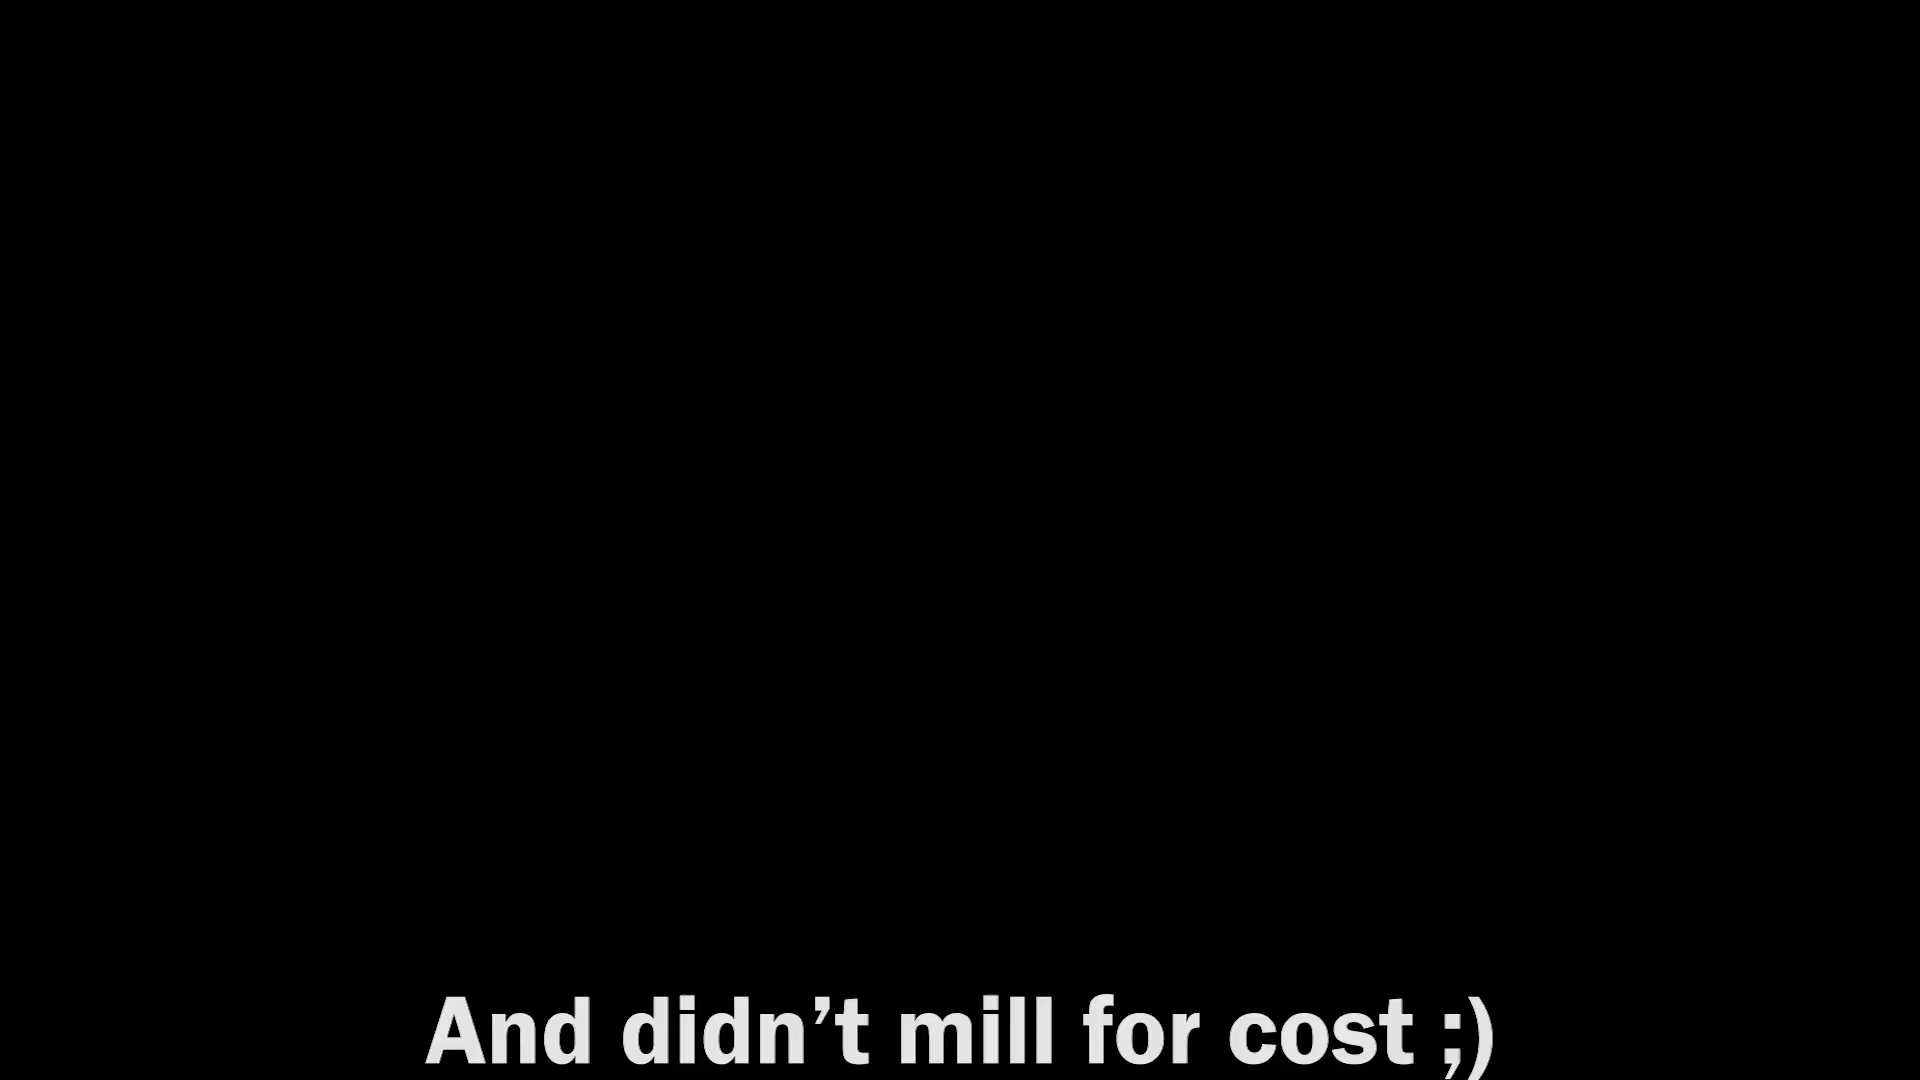 And didn’t mill for cost ;)